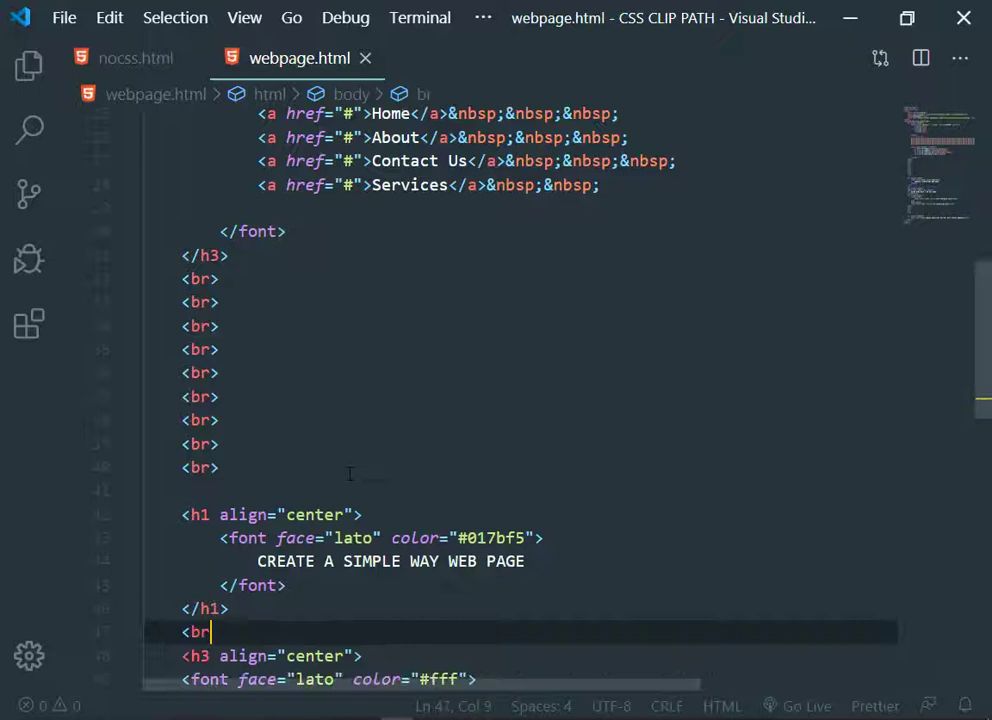 File Edit Selection View Go Debug Terminal ··· webpage.html - CSS CLIP PATH - Visual Studi...
nocss.html webpage.html
webpage.html > html > body > br
<a href="#">Home</a>&nbsp;&nbsp;&nbsp;
<a href="#">About</a>&nbsp;&nbsp;&nbsp;
<a href="#">Contact Us</a>&nbsp;&nbsp;&nbsp;
<a href="#">Services</a>&nbsp;&nbsp;
</font>
</h3>
<br>
<br>
<br>
<br>
<br>
<br>
<br>
<br>
<br>
<h1 align="center">
<font face="lato" color="#017bf5">
CREATE A SIMPLE WAY WEB PAGE
</font>
</h1>
<br
<h3 align="center">
<font face="lato" color="#fff">
0 0 Ln 47, Col 9 Spaces: 4 UTF-8 CRLF HTML Go Live Prettier